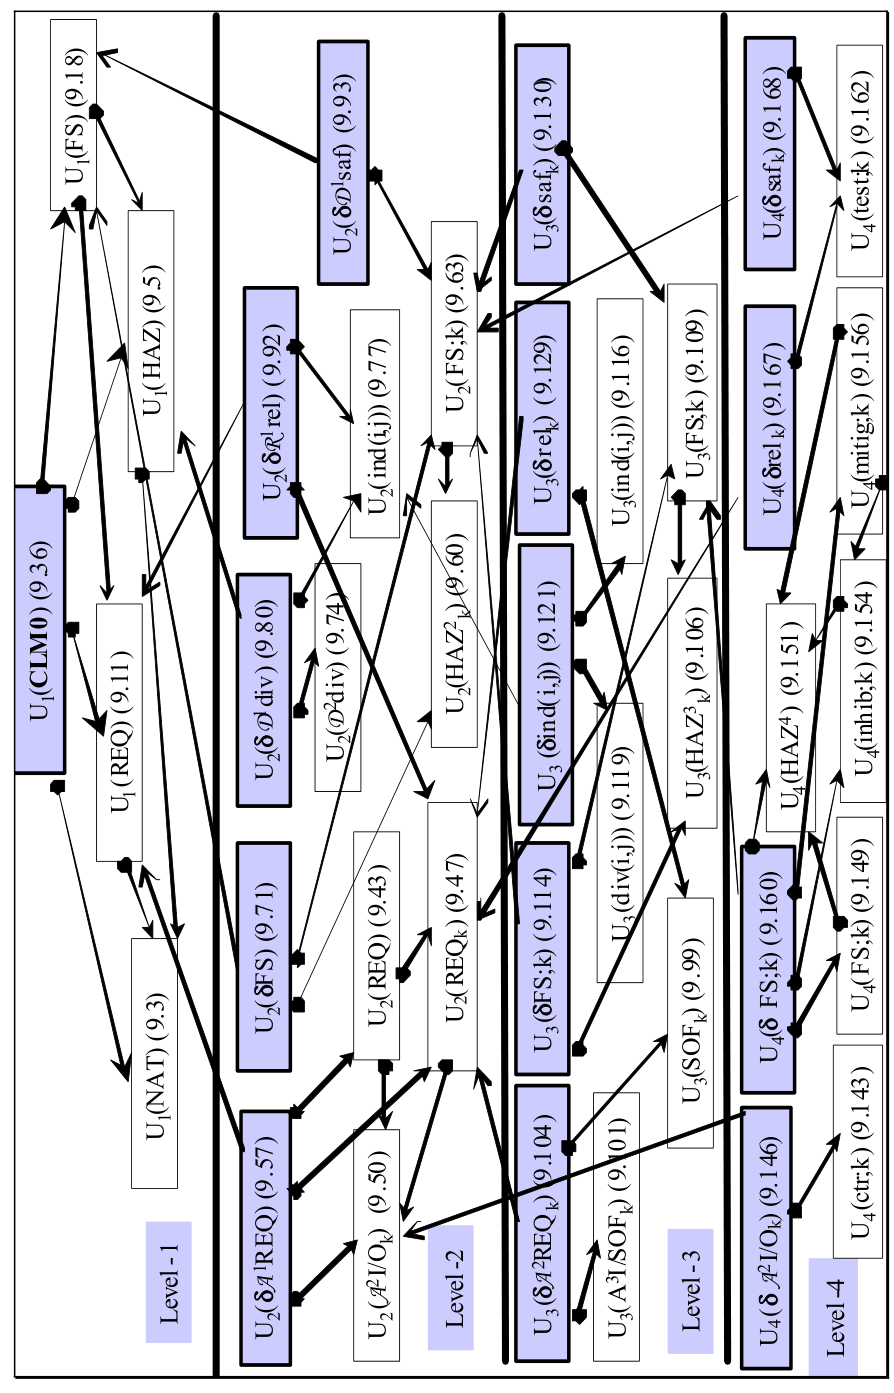 U₁(CLM0) (9.36)
U₁(FS) (9.18)
U₁(REQ) (9.11)
U₁(HAZ) (9.5)
U₁(NAT) (9.3)
Level -1
U₂(δ𝒟¹saf) (9.93)
U₂(δℛ¹rel) (9.92)
U₂(δ𝒟¹div) (9.80)
U₂(δFS) (9.71)
U₂(δ𝒜¹REQ) (9.57)
U₂(ind(i,j)) (9.77)
U₂(𝒟²div) (9.74)
U₂(REQ) (9.43)
U₂(𝒜²I/Oₖ) (9.50)
U₂(FS;k) (9.63)
U₂(HAZ²ₖ) (9.60)
U₂(REQₖ) (9.47)
Level -2
U₃(δsafₖ) (9.130)
U₃(δrelₖ) (9.129)
U₃ (δind(i,j)) (9.121)
U₃(δFS;k) (9.114)
U₃(δ𝒜²REQₖ) (9.104)
U₃(ind(i,j)) (9.116)
U₃(div(i,j)) (9.119)
U₃(A³I/SOFₖ) (9.101)
U₃(FS;k) (9.109)
U₃(HAZ³ₖ) (9.106)
U₃(SOFₖ) (9.99)
Level -3
U₄(δsafₖ) (9.168)
U₄(δrelₖ) (9.167)
U₄(δ FS;k) (9.160)
U₄(δ 𝒜²I/Oₖ) (9.146)
U₄(HAZ⁴) (9.151)
U₄(test;k) (9.162)
U₄(mitig;k) (9.156)
U₄(inhib;k) (9.154)
U₄(FS;k) (9.149)
U₄(ctr;k) (9.143)
Level -4